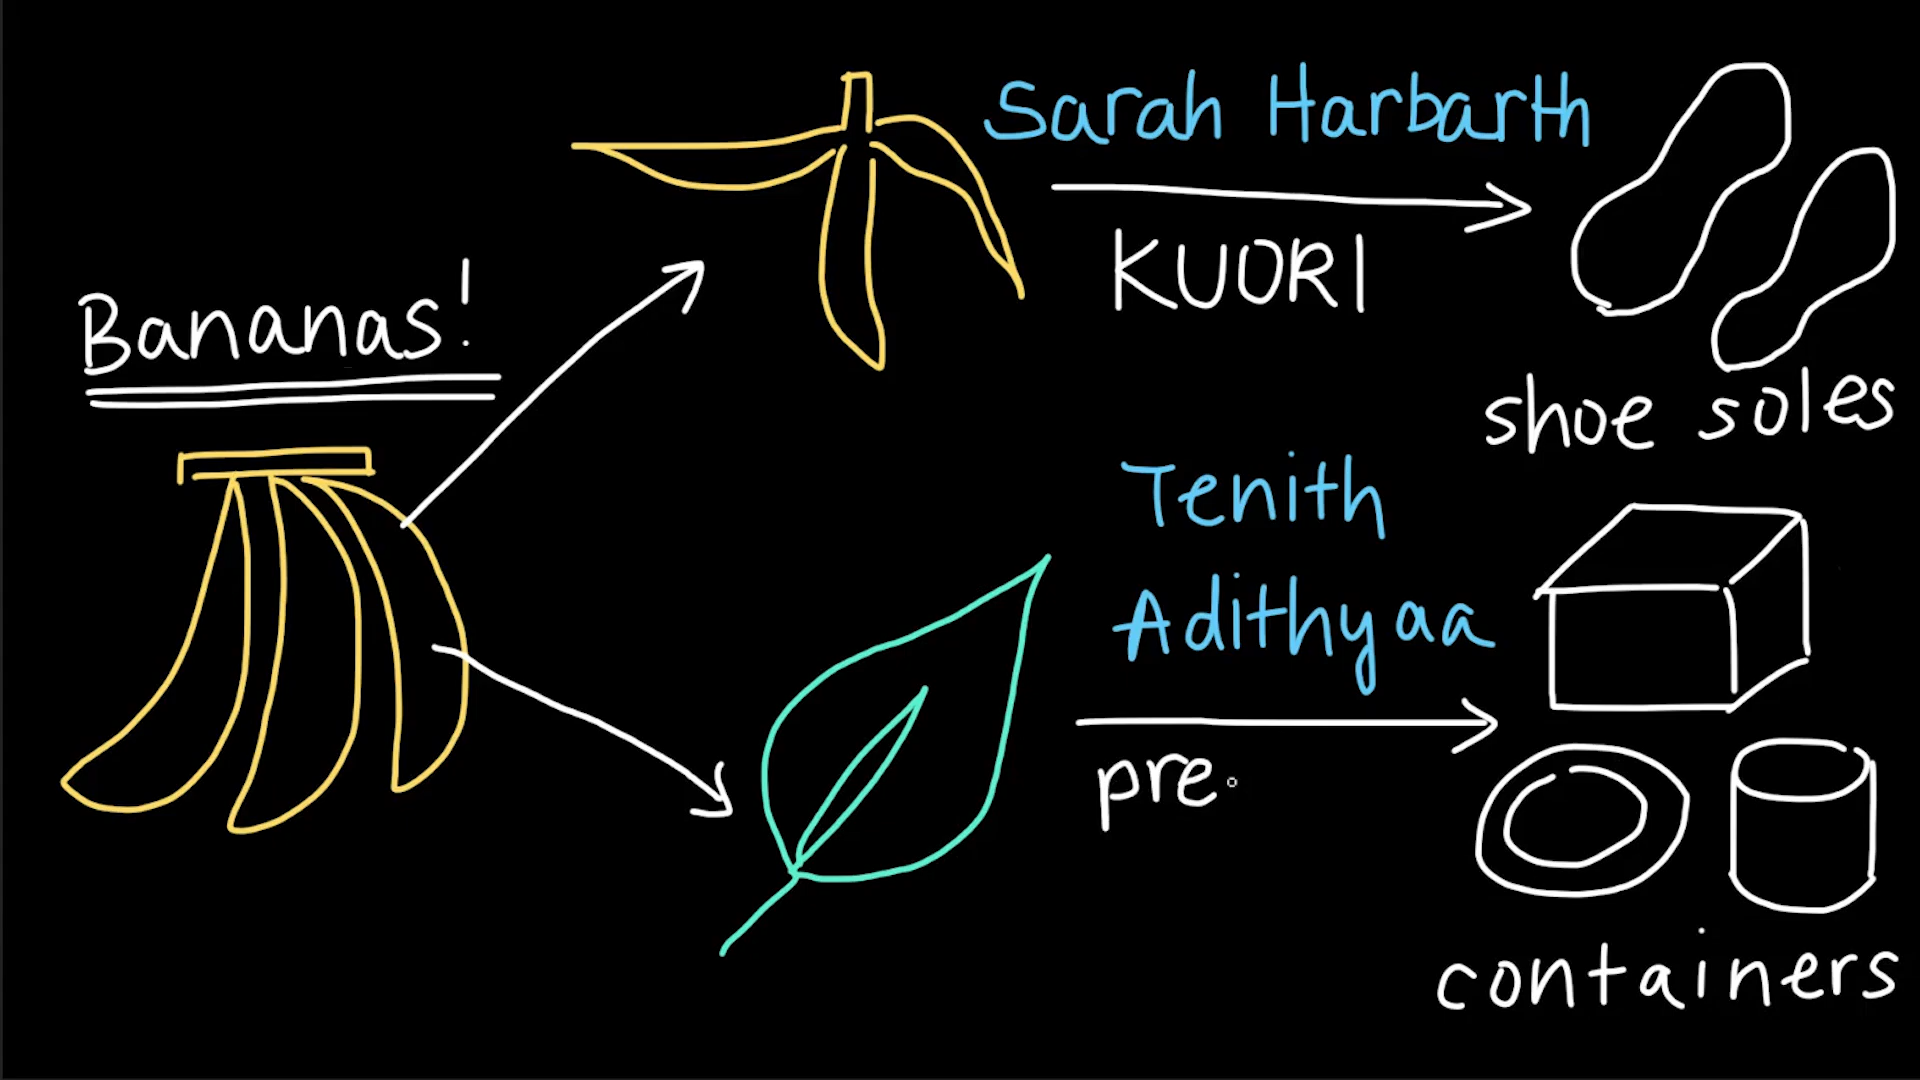 Bananas!
Sarah Harbarth
KUORI
shoe soles
Tenith
Adithyaa
pre
containers